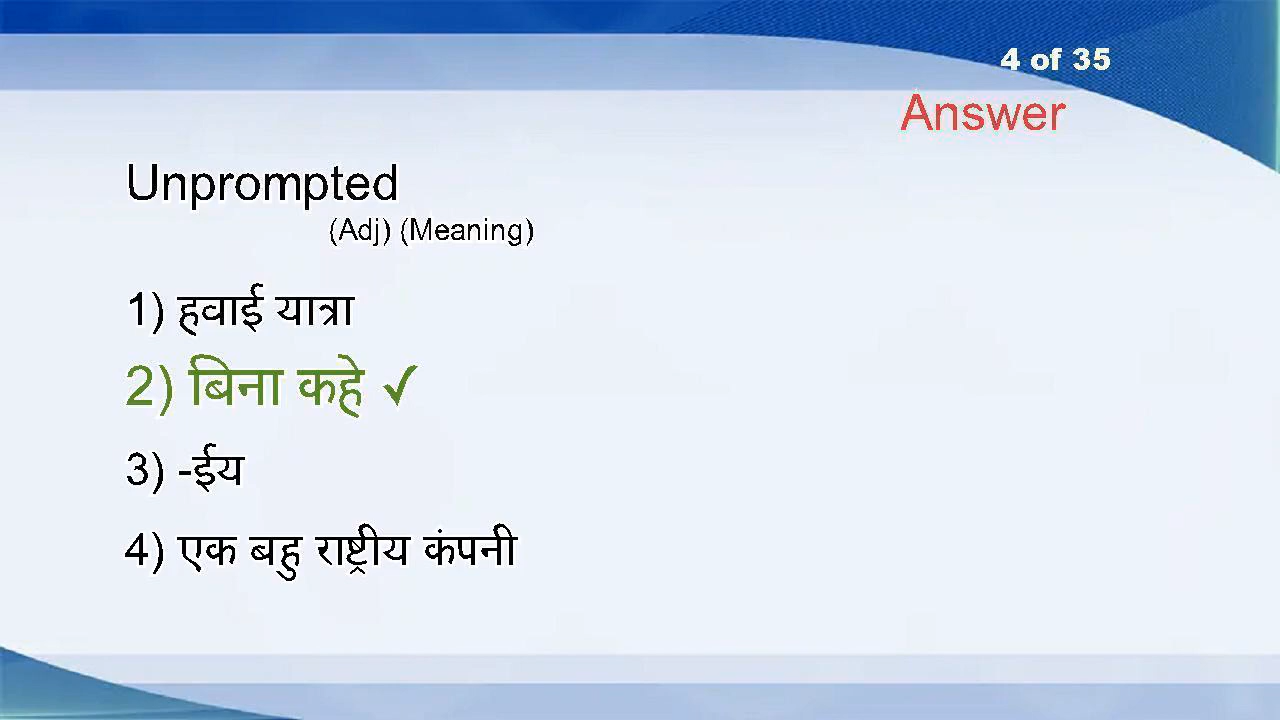 4 of 35
Answer
Unprompted
(Adj) (Meaning)
1) हवाई यात्रा
2) बिना कहे ✓
3) -ईय
4) एक बहु राष्ट्रीय कंपनी